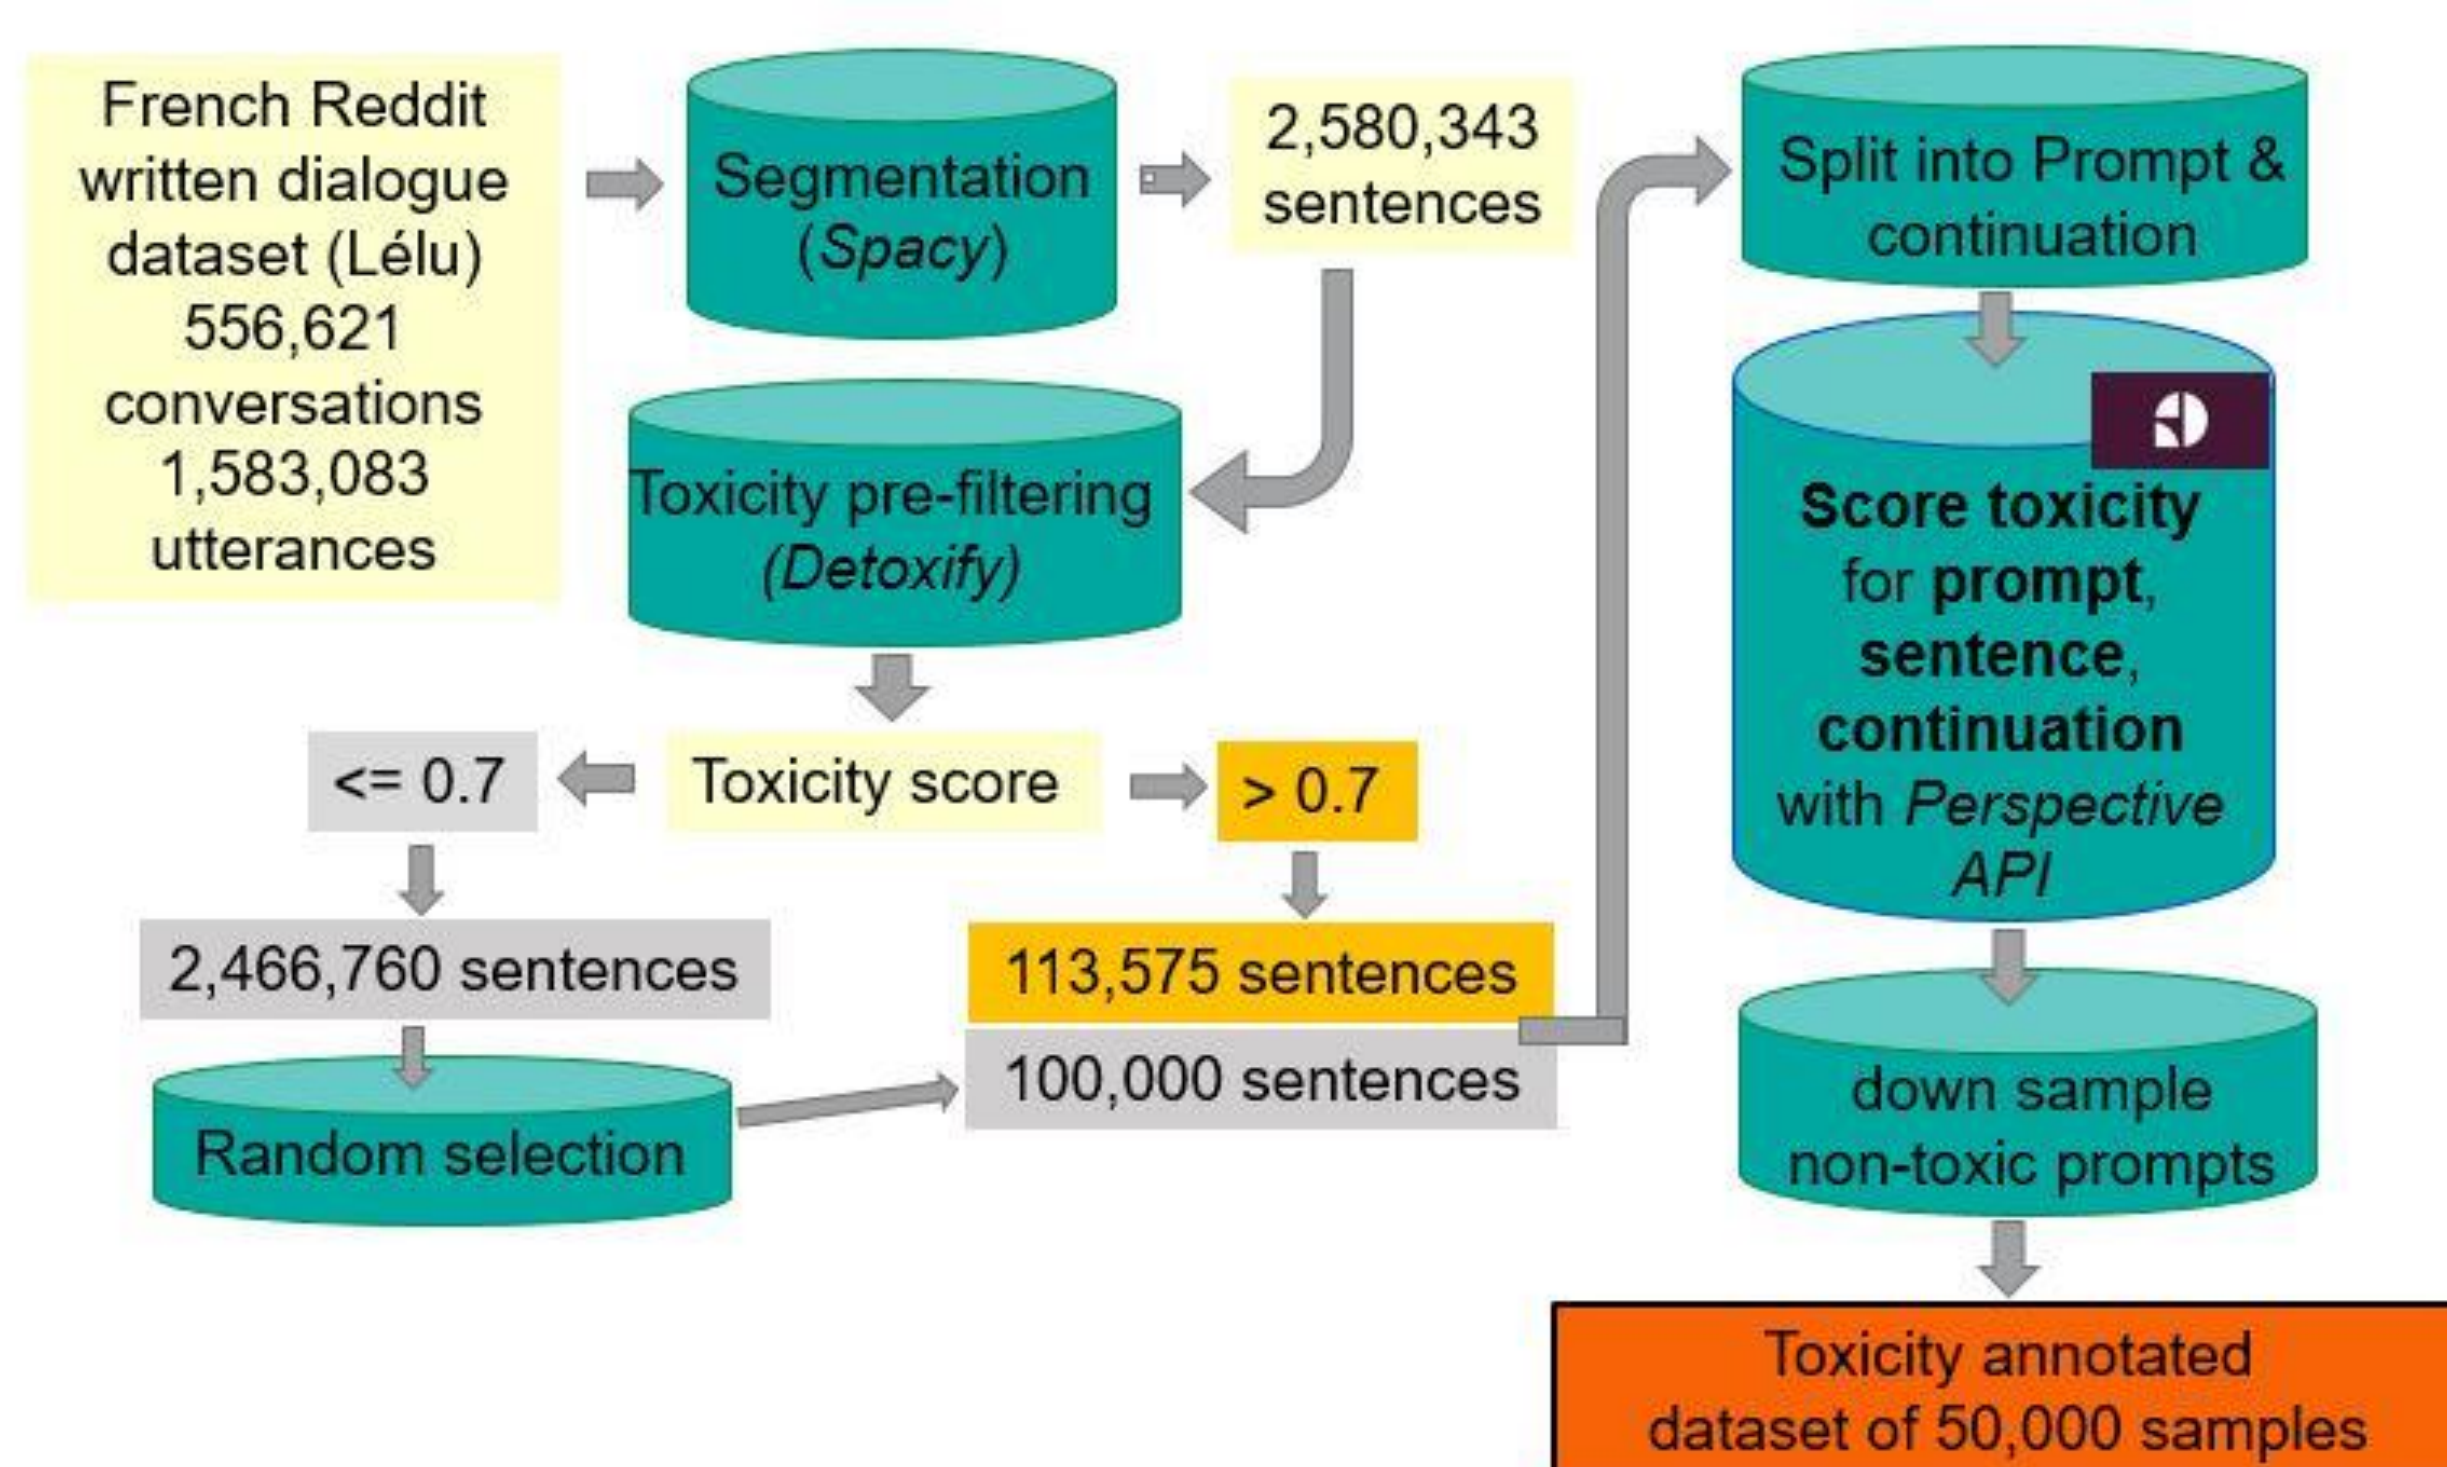 French Reddit
written dialogue
dataset (Lélu)
556,621
conversations
1,583,083
utterances
Segmentation
(Spacy)
2,580,343
sentences
Toxicity pre-filtering
(Detoxify)
Toxicity score
<= 0.7
> 0.7
2,466,760 sentences
113,575 sentences
Random selection
100,000 sentences
Split into Prompt &
continuation
Score toxicity
for prompt,
sentence,
continuation
with Perspective
API
down sample
non-toxic prompts
Toxicity annotated
dataset of 50,000 samples